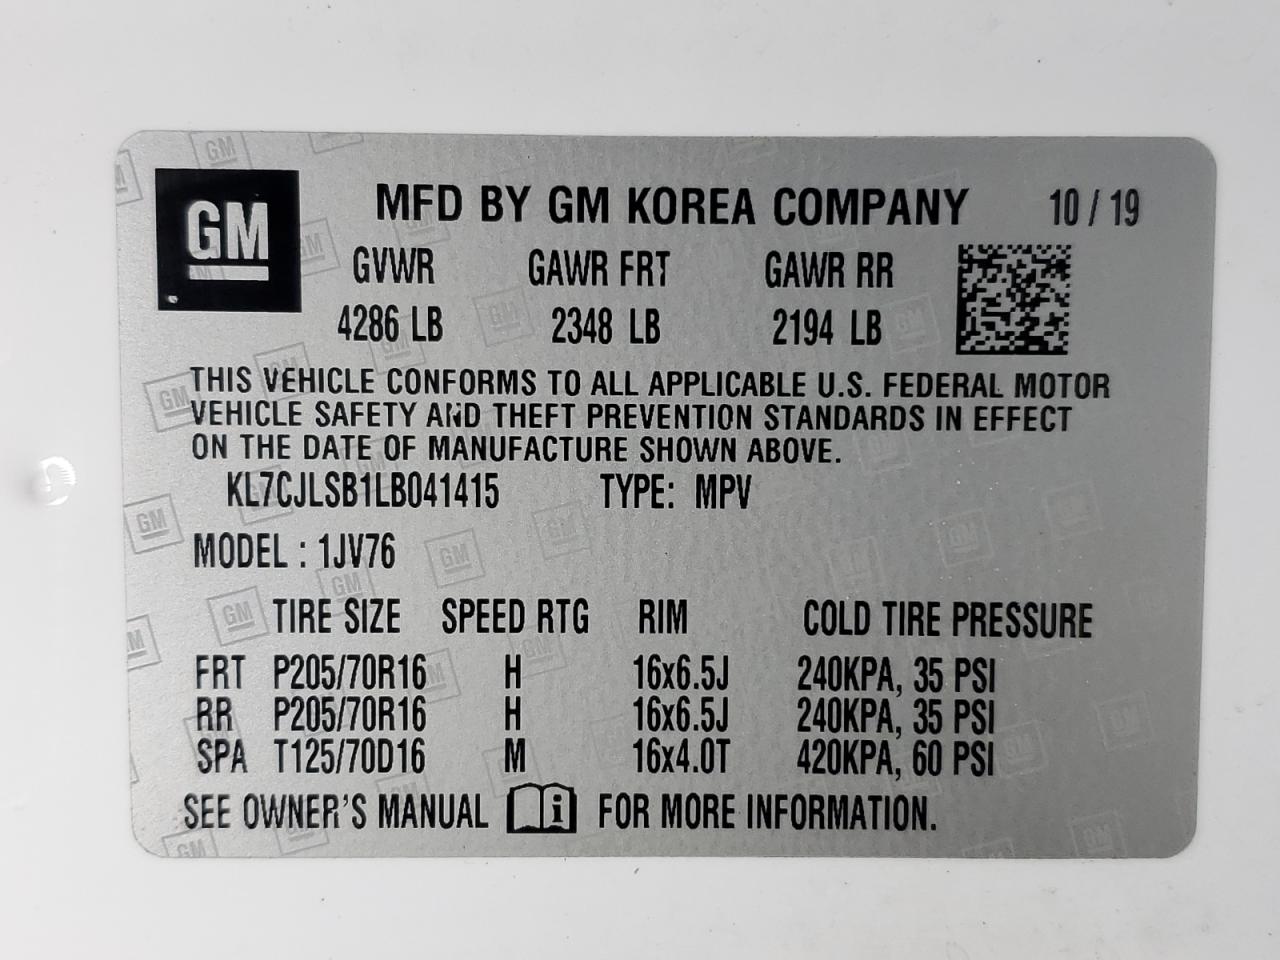 GM
MFD BY GM KOREA COMPANY 10 / 19
GVWR GAWR FRT GAWR RR
4286 LB 2348 LB 2194 LB
THIS VEHICLE CONFORMS TO ALL APPLICABLE U.S. FEDERAL MOTOR
VEHICLE SAFETY AND THEFT PREVENTION STANDARDS IN EFFECT
ON THE DATE OF MANUFACTURE SHOWN ABOVE.
KL7CJLSB1LB041415 TYPE: MPV
MODEL : 1JV76
TIRE SIZE SPEED RTG RIM COLD TIRE PRESSURE
FRT P205/70R16 H 16x6.5J 240KPA, 35 PSI
RR P205/70R16 H 16x6.5J 240KPA, 35 PSI
SPA T125/70D16 M 16x4.0T 420KPA, 60 PSI
SEE OWNER'S MANUAL i FOR MORE INFORMATION.